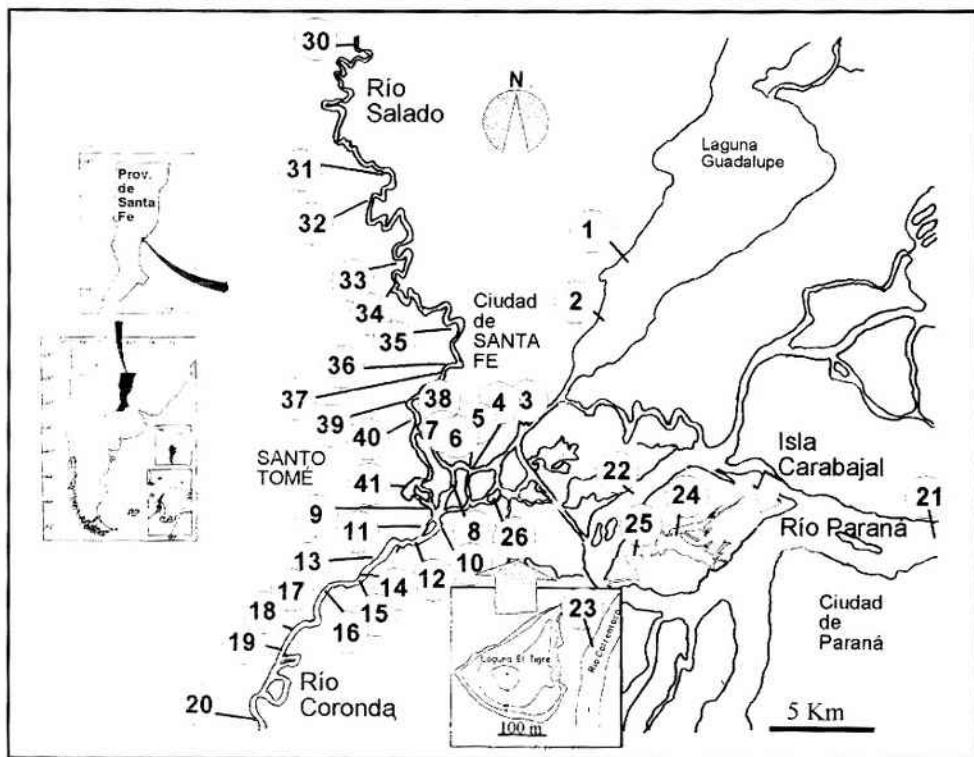 30
Río
Salado
N
Laguna
Guadalupe
Prov.
de
Santa
Fe
31
32
1
33
2
34
Ciudad
de
SANTA
FE
35
36
37
38
4
3
39
5
40
7
6
SANTO
TOMÉ
22
Isla
Carabajal
41
24
21
9
Río Paraná
11
8
26
25
10
13
12
14
17
15
23
Ciudad
de
Paraná
18
16
19
Laguna El Tigre
Río
Coronda
20
100 m
5 Km